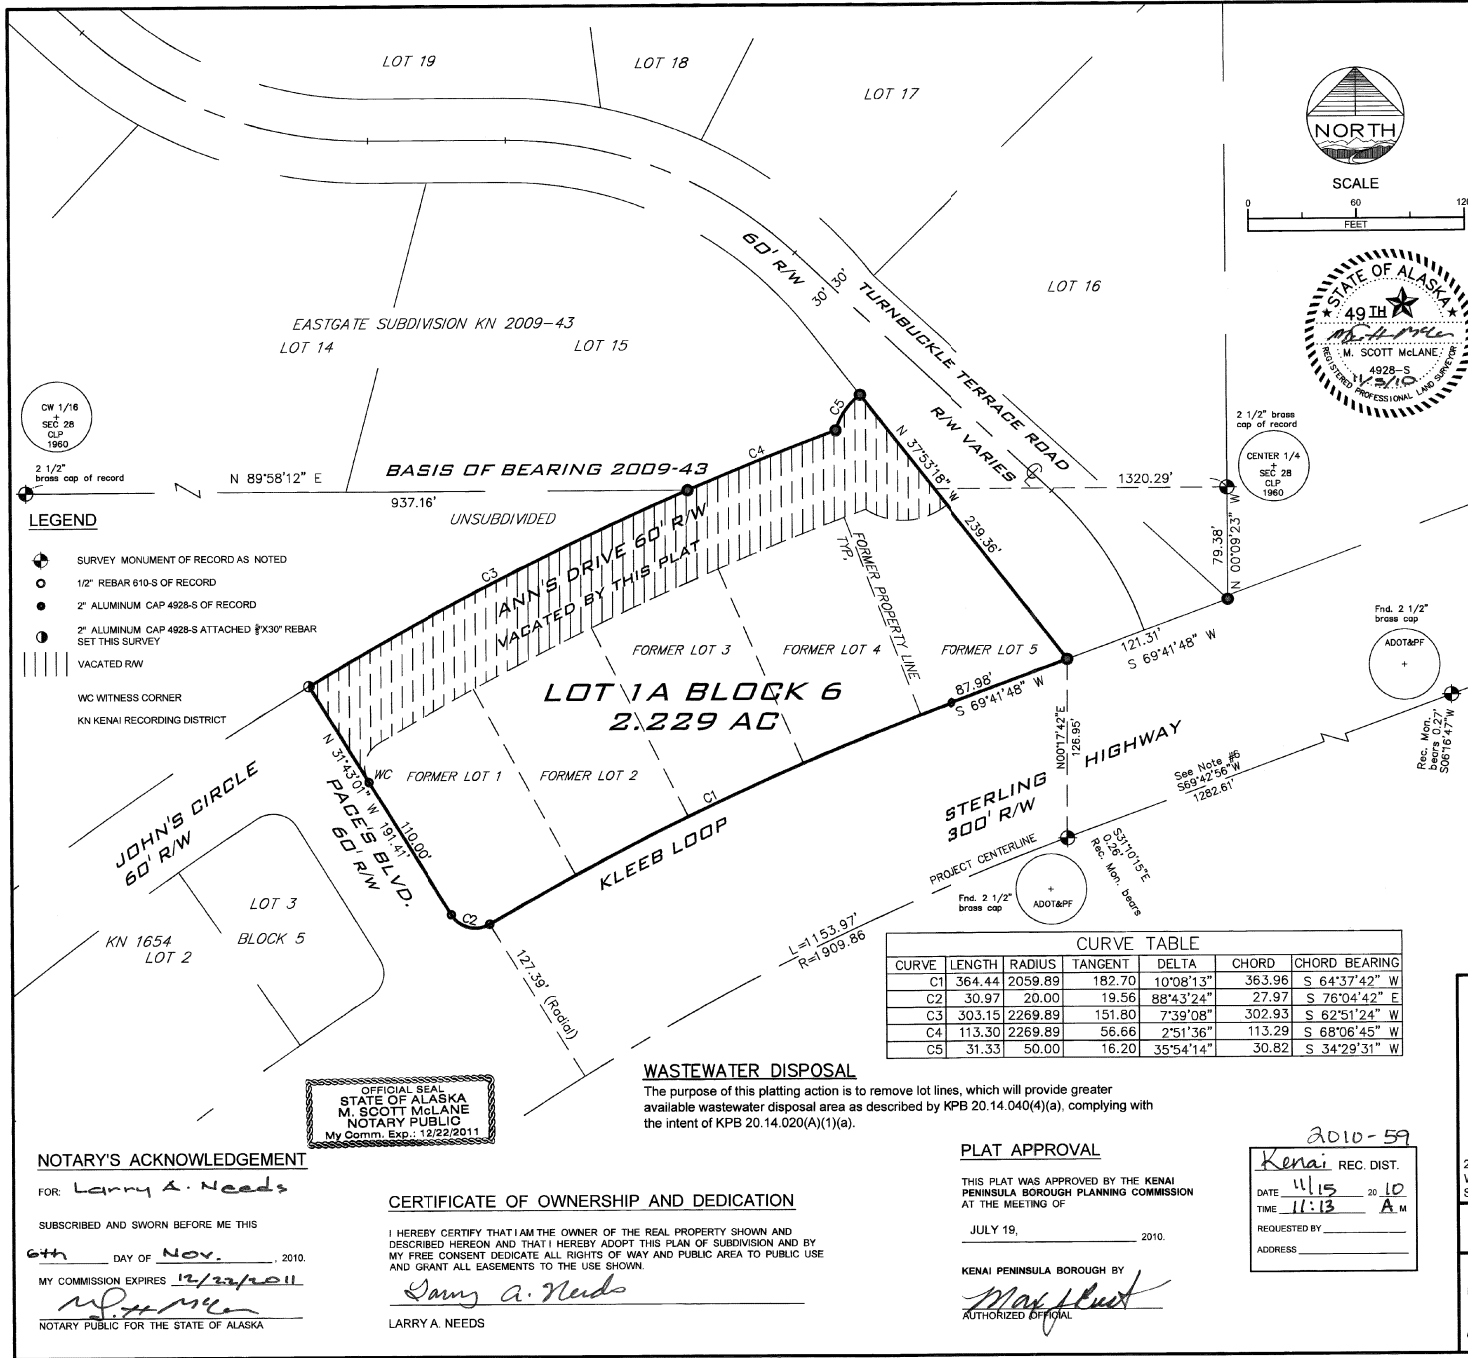 LOT 19
LOT 18
LOT 17
NORTH
SCALE
0 60 120
FEET
60' R/W
30' 30'
TURNBUCKLE TERRACE ROAD
R/W VARIES
LOT 16
STATE OF ALASKA
49 TH
M. SCOTT McLANE
4928-S
11/5/10
REGISTERED PROFESSIONAL LAND SURVEYOR
EASTGATE SUBDIVISION KN 2009-43
LOT 14
LOT 15
CW 1/16
+
SEC 28
CLP
1960
2 1/2"
brass cap of record
N 89°58'12" E
BASIS OF BEARING 2009-43
937.16'
UNSUBDIVIDED
C4
C5
N 37°53'18" W
239.36'
1320.29'
2 1/2" brass
cap of record
CENTER 1/4
+
SEC 28
CLP
1960
79.38'
N 00°09'23" W
LEGEND
SURVEY MONUMENT OF RECORD AS NOTED
1/2" REBAR 610-S OF RECORD
2" ALUMINUM CAP 4928-S OF RECORD
2" ALUMINUM CAP 4928-S ATTACHED X30" REBAR
SET THIS SURVEY
VACATED R/W
WC WITNESS CORNER
KN KENAI RECORDING DISTRICT
C3
ANN'S DRIVE 60' R/W
VACATED BY THIS PLAT
FORMER PROPERTY LINE
TYP.
FORMER LOT 3
FORMER LOT 4
FORMER LOT 5
LOT 1A BLOCK 6
2.229 AC
87.98'
S 69°41'48" W
121.31'
S 69°41'48" W
Fnd. 2 1/2"
brass cap
ADOT&PF
+
Rec. Mon.
bears 0.27'
S06°16'47"W
N00°17'42"E
126.95'
N 31°43'01" W 191.41'
110.00'
WC
FORMER LOT 1
FORMER LOT 2
C1
KLEEB LOOP
STERLING HIGHWAY
300' R/W
See Note #6
S69°42'56"W
1282.61'
PROJECT CENTERLINE
S31°10'15"E
0.26'
Rec. Mon. bears
Fnd. 2 1/2"
brass cap
+
ADOT&PF
JOHN'S CIRCLE
60' R/W
PAGE'S BLVD.
60' R/W
C2
LOT 3
BLOCK 5
KN 1654
LOT 2
127.39' (Radial)
L=1153.97'
R=1909.86
CURVE TABLE
CURVE LENGTH RADIUS TANGENT DELTA CHORD CHORD BEARING
C1 364.44 2059.89 182.70 10°08'13" 363.96 S 64°37'42" W
C2 30.97 20.00 19.56 88°43'24" 27.97 S 76°04'42" E
C3 303.15 2269.89 151.80 7°39'08" 302.93 S 62°51'24" W
C4 113.30 2269.89 56.66 2°51'36" 113.29 S 68°06'45" W
C5 31.33 50.00 16.20 35°54'14" 30.82 S 34°29'31" W
WASTEWATER DISPOSAL
The purpose of this platting action is to remove lot lines, which will provide greater
available wastewater disposal area as described by KPB 20.14.040(4)(a), complying with
the intent of KPB 20.14.020(A)(1)(a).
OFFICIAL SEAL
STATE OF ALASKA
M. SCOTT McLANE
NOTARY PUBLIC
My Comm. Exp.: 12/22/2011
NOTARY'S ACKNOWLEDGEMENT
FOR: Larry A. Needs
SUBSCRIBED AND SWORN BEFORE ME THIS
6th DAY OF Nov. , 2010.
MY COMMISSION EXPIRES 12/22/2011
NOTARY PUBLIC FOR THE STATE OF ALASKA
CERTIFICATE OF OWNERSHIP AND DEDICATION
I HEREBY CERTIFY THAT I AM THE OWNER OF THE REAL PROPERTY SHOWN AND
DESCRIBED HEREON AND THAT I HEREBY ADOPT THIS PLAN OF SUBDIVISION AND BY
MY FREE CONSENT DEDICATE ALL RIGHTS OF WAY AND PUBLIC AREA TO PUBLIC USE
AND GRANT ALL EASEMENTS TO THE USE SHOWN.
Larry A. Needs
LARRY A. NEEDS
PLAT APPROVAL
THIS PLAT WAS APPROVED BY THE KENAI
PENINSULA BOROUGH PLANNING COMMISSION
AT THE MEETING OF
JULY 19, 2010.
KENAI PENINSULA BOROUGH BY
Max J Best
AUTHORIZED OFFICIAL
2010-59
Kenai REC. DIST.
DATE 11/15 20 10
TIME 11:13 A M
REQUESTED BY
ADDRESS